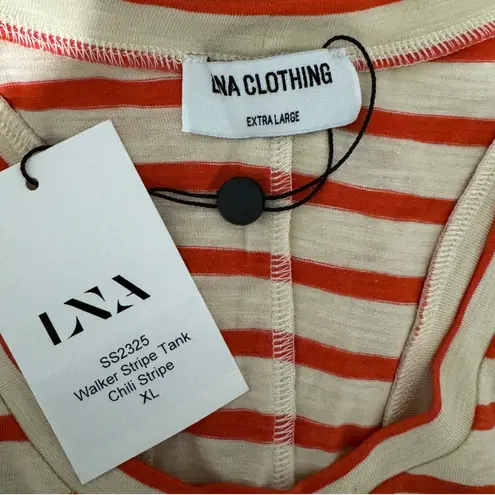 LNA CLOTHING
EXTRA LARGE
LNA
SS2325
Walker Stripe Tank
Chili Stripe
XL